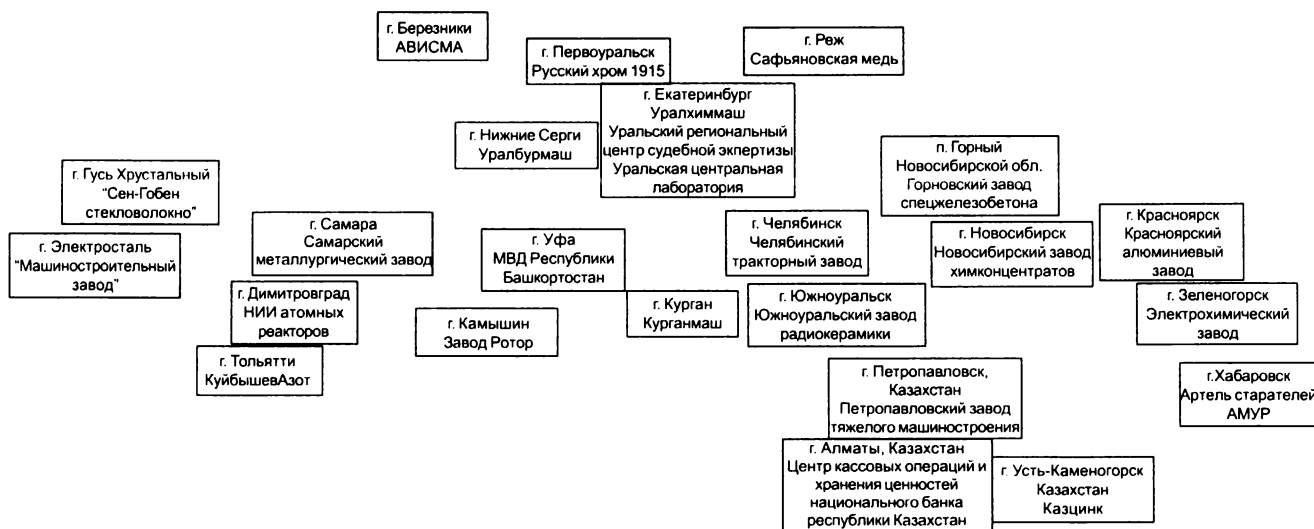 г. Березники
АВИСМА
г. Первоуральск
Русский хром 1915
г. Реж
Сафьяновская медь
г. Екатеринбург
Уралхиммаш
Уральский региональный
центр судебной экпертизы
Уральская центральная
лаборатория
г. Нижние Серги
Уралбурмаш
п. Горный
Новосибирской обл.
Горновский завод
спецжелезобетона
г. Гусь Хрустальный
"Сен-Гобен
стекловолокно"
г. Электросталь
"Машиностроительный
завод"
г. Самара
Самарский
металлургический завод
г. Уфа
МВД Республики
Башкортостан
г. Челябинск
Челябинский
тракторный завод
г. Новосибирск
Новосибирский завод
химконцентратов
г. Красноярск
Красноярский
алюминиевый
завод
г. Димитровград
НИИ атомных
реакторов
г. Камышин
Завод Ротор
г. Курган
Курганмаш
г. Южноуральск
Южноуральский завод
радиокерамики
г. Зеленогорск
Электрохимический
завод
г. Тольятти
КуйбышевАзот
г. Петропавловск,
Казахстан
Петропавловский завод
тяжелого машиностроения
г.Хабаровск
Артель старателей
АМУР
г. Алматы, Казахстан
Центр кассовых операций и
хранения ценностей
национального банка
республики Казахстан
г. Усть-Каменогорск
Казахстан
Казцинк